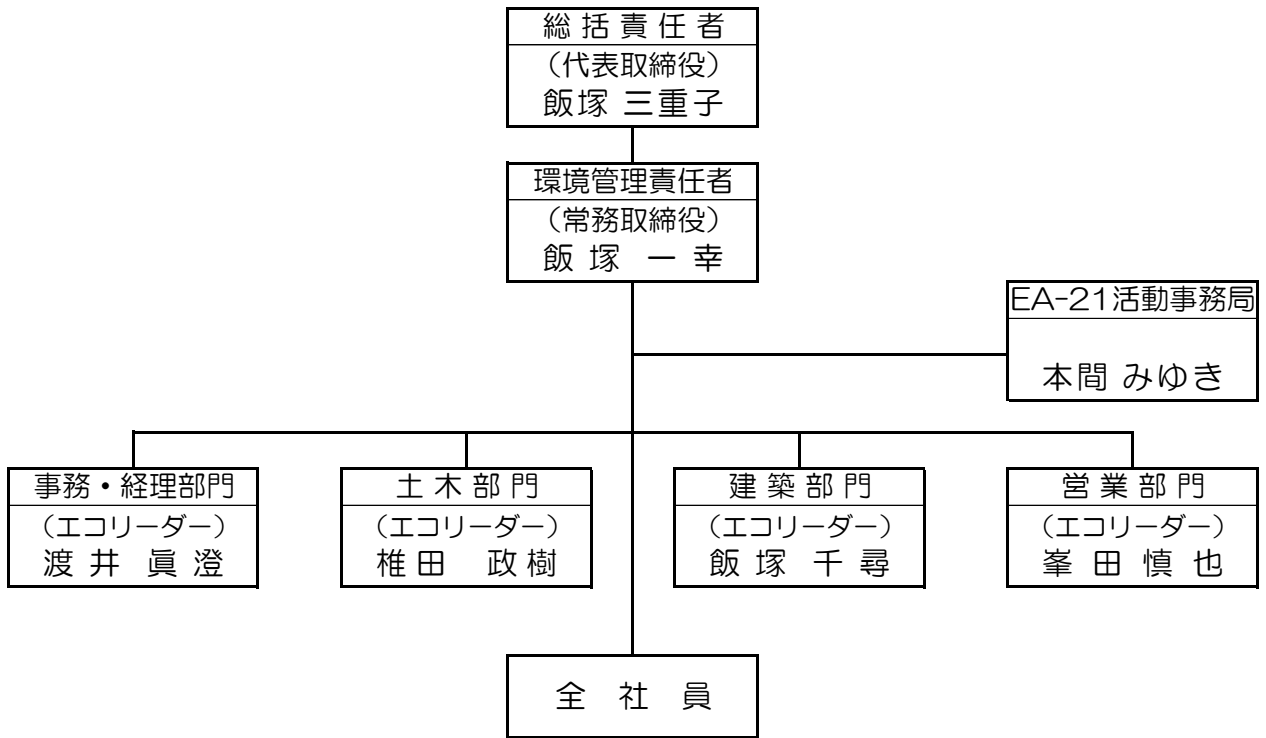 総括責任者
（代表取締役）
飯塚 三重子
環境管理責任者
（常務取締役）
飯塚 一幸
EA-21活動事務局
本間 みゆき
事務・経理部門
（エコリーダー）
渡井 眞澄
土木部門
（エコリーダー）
椎田 政樹
建築部門
（エコリーダー）
飯塚千尋
営業部門
（エコリーダー）
峯田慎也
全社員